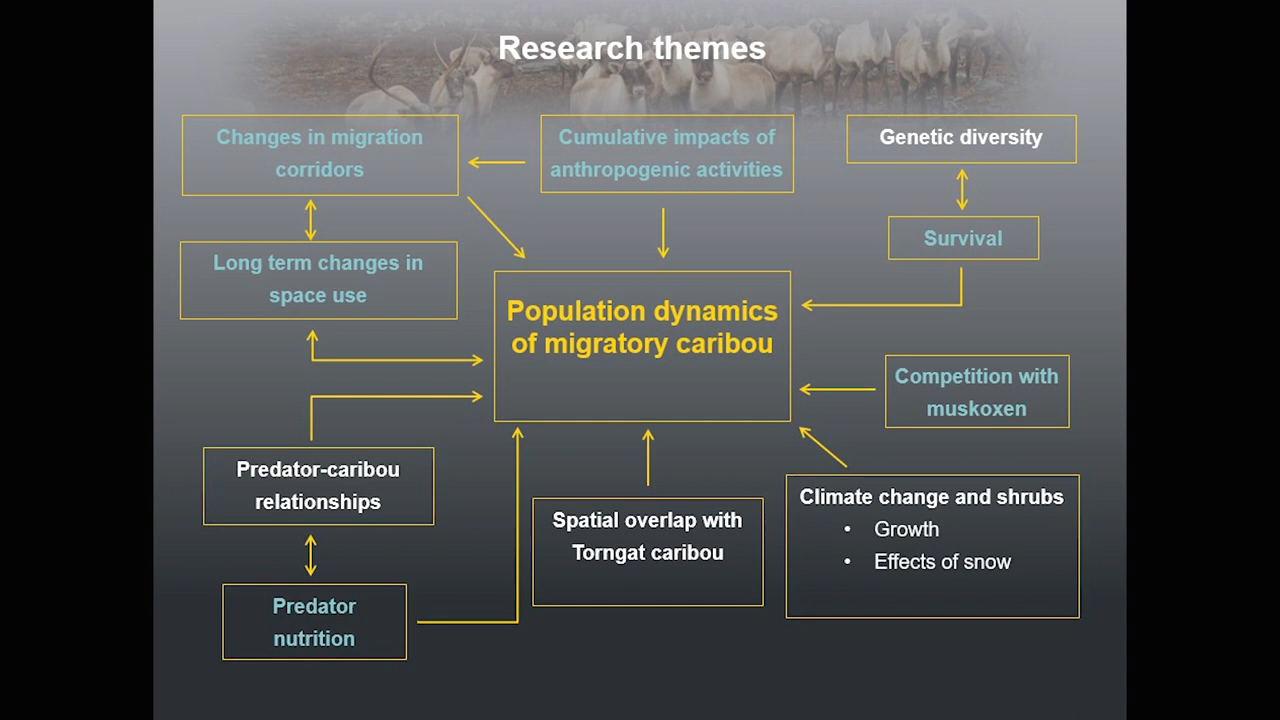 Research themes
Changes in migration
corridors
Cumulative impacts of
anthropogenic activities
Genetic diversity
Survival
Long term changes in
space use
Population dynamics
of migratory caribou
Competition with
muskoxen
Predator-caribou
relationships
Spatial overlap with
Torngat caribou
Climate change and shrubs
• Growth
• Effects of snow
Predator
nutrition